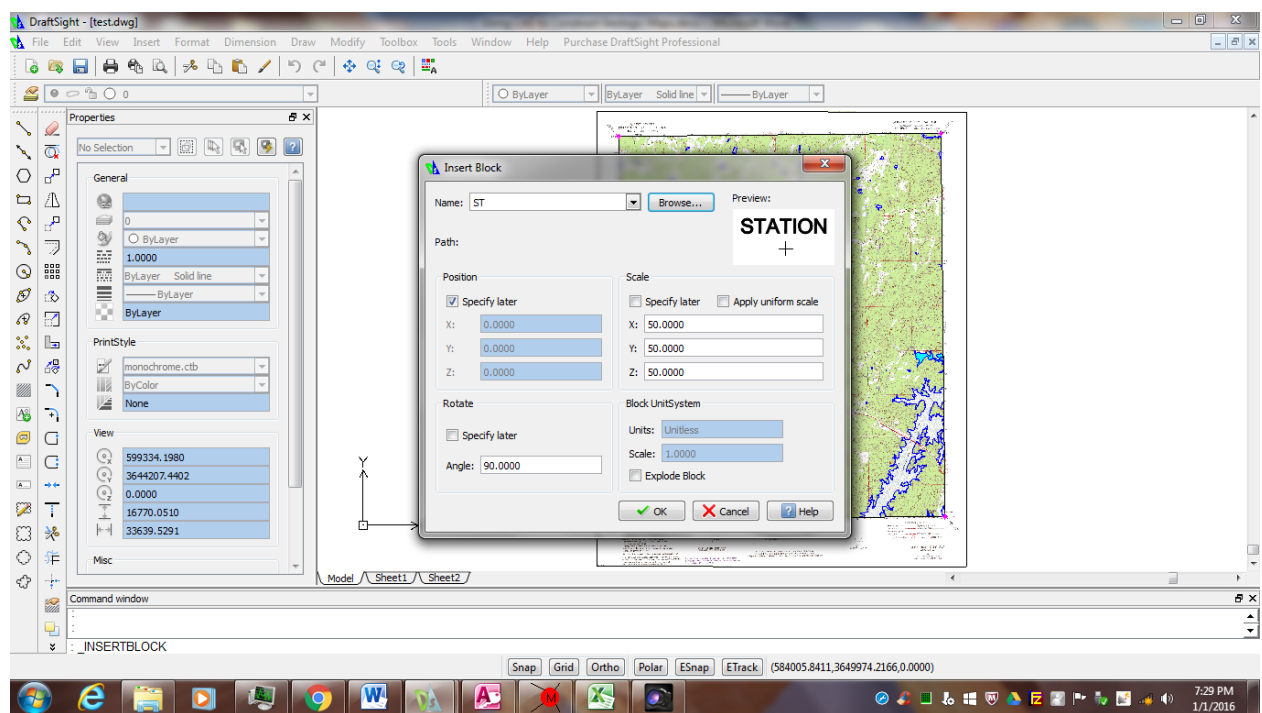 DraftSight - [test.dwg]
File Edit View Insert Format Dimension Draw Modify Toolbox Tools Window Help Purchase DraftSight Professional
0
ByLayer
ByLayer Solid line
ByLayer
Properties
No Selection
General
0
ByLayer
1.0000
ByLayer Solid line
ByLayer
ByLayer
PrintStyle
monochrome.ctb
ByColor
None
View
599334.1980
3644207.4402
0.0000
16770.0510
33639.5291
Misc
Y
Insert Block
Name: ST
Browse...
Preview:
STATION
Path:
Position
Specify later
X: 0.0000
Y: 0.0000
Z: 0.0000
Scale
Specify later Apply uniform scale
X: 50.0000
Y: 50.0000
Z: 50.0000
Rotate
Specify later
Angle: 90.0000
Block UnitSystem
Units: Unitless
Scale: 1.0000
Explode Block
OK Cancel Help
Model Sheet1 Sheet2
Command window
:
:
: _INSERTBLOCK
Snap Grid Ortho Polar ESnap ETrack (584005.8411,3649974.2166,0.0000)
7:29 PM
1/1/2016